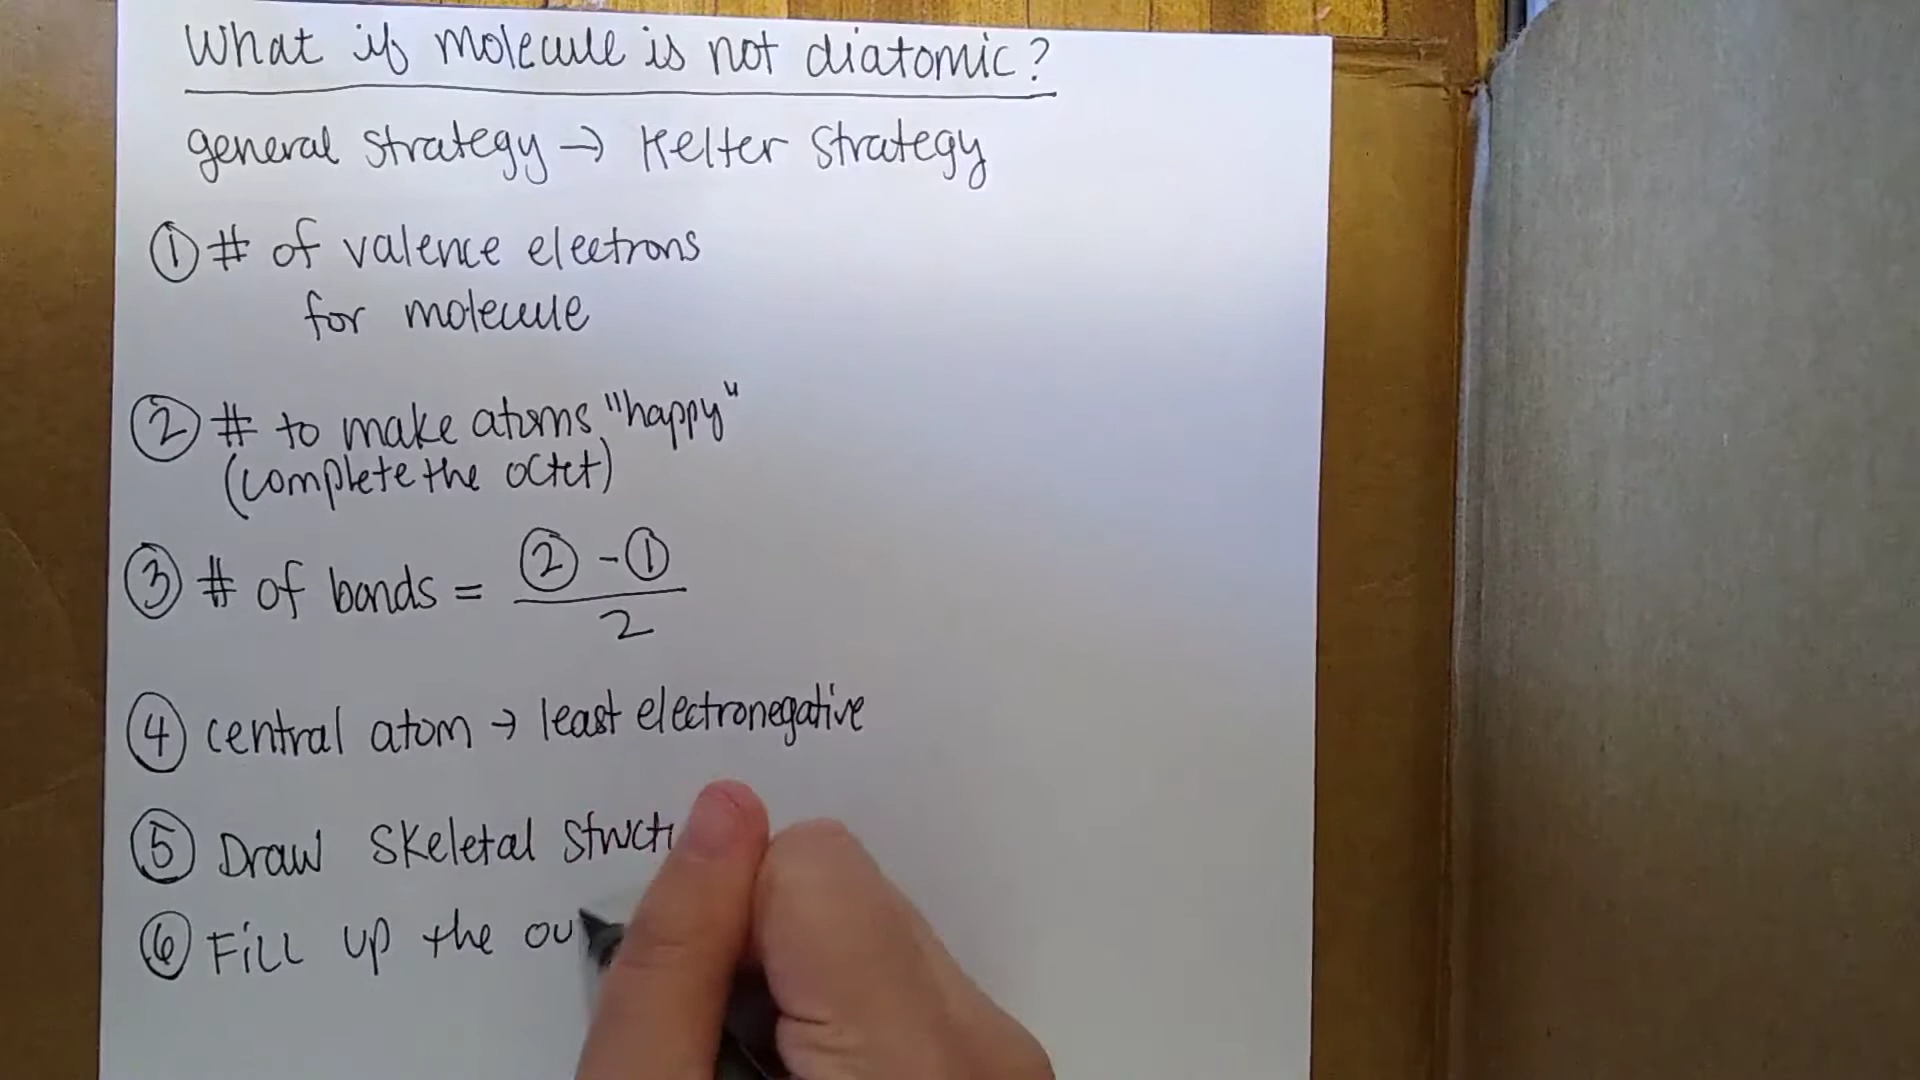 What if molecule is not diatomic?
general strategy → Kelter strategy
① # of valence electrons
for molecule
② # to make atoms "happy"
(complete the octet)
③ # of bonds = ② - ①
2
④ central atom → least electronegative
⑤ Draw skeletal
⑥ Fill up the